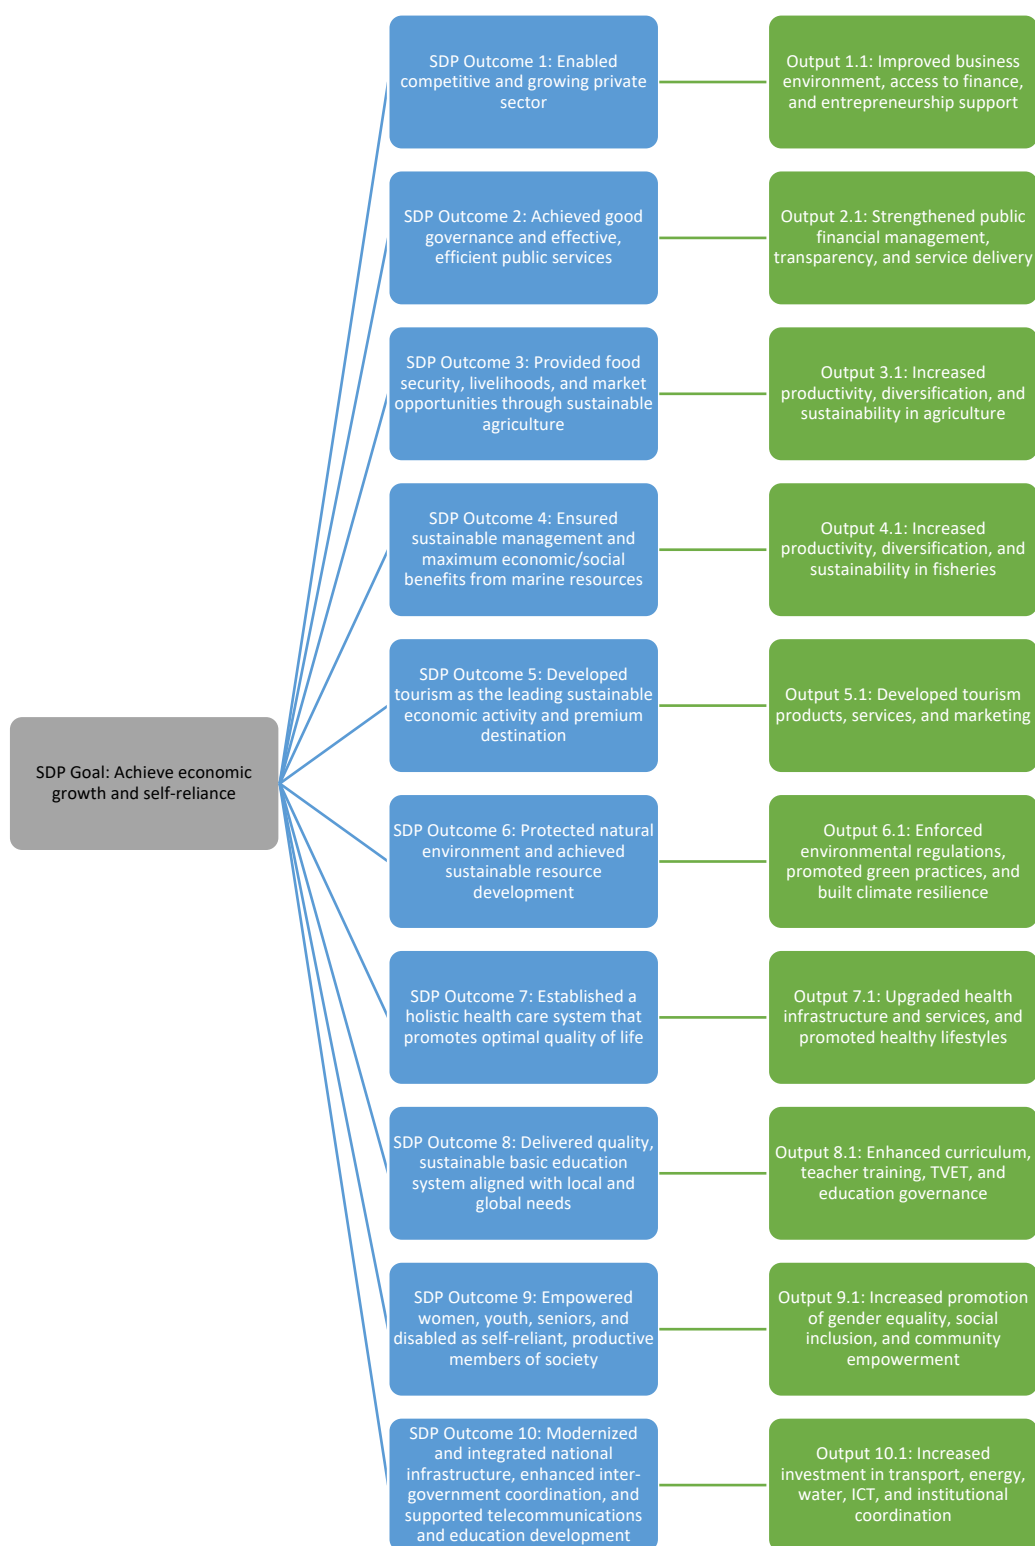 SDP Goal: Achieve economic
growth and self-reliance
SDP Outcome 1: Enabled
competitive and growing private
sector
Output 1.1: Improved business
environment, access to finance,
and entrepreneurship support
SDP Outcome 2: Achieved good
governance and effective,
efficient public services
Output 2.1: Strengthened public
financial management,
transparency, and service delivery
SDP Outcome 3: Provided food
security, livelihoods, and market
opportunities through sustainable
agriculture
Output 3.1: Increased
productivity, diversification, and
sustainability in agriculture
SDP Outcome 4: Ensured
sustainable management and
maximum economic/social
benefits from marine resources
Output 4.1: Increased
productivity, diversification, and
sustainability in fisheries
SDP Outcome 5: Developed
tourism as the leading sustainable
economic activity and premium
destination
Output 5.1: Developed tourism
products, services, and marketing
SDP Outcome 6: Protected natural
environment and achieved
sustainable resource
development
Output 6.1: Enforced
environmental regulations,
promoted green practices, and
built climate resilience
SDP Outcome 7: Established a
holistic health care system that
promotes optimal quality of life
Output 7.1: Upgraded health
infrastructure and services, and
promoted healthy lifestyles
SDP Outcome 8: Delivered quality,
sustainable basic education
system aligned with local and
global needs
Output 8.1: Enhanced curriculum,
teacher training, TVET, and
education governance
SDP Outcome 9: Empowered
women, youth, seniors, and
disabled as self-reliant, productive
members of society
Output 9.1: Increased promotion
of gender equality, social
inclusion, and community
empowerment
SDP Outcome 10: Modernized
and integrated national
infrastructure, enhanced inter-
government coordination, and
supported telecommunications
and education development
Output 10.1: Increased
investment in transport, energy,
water, ICT, and institutional
coordination